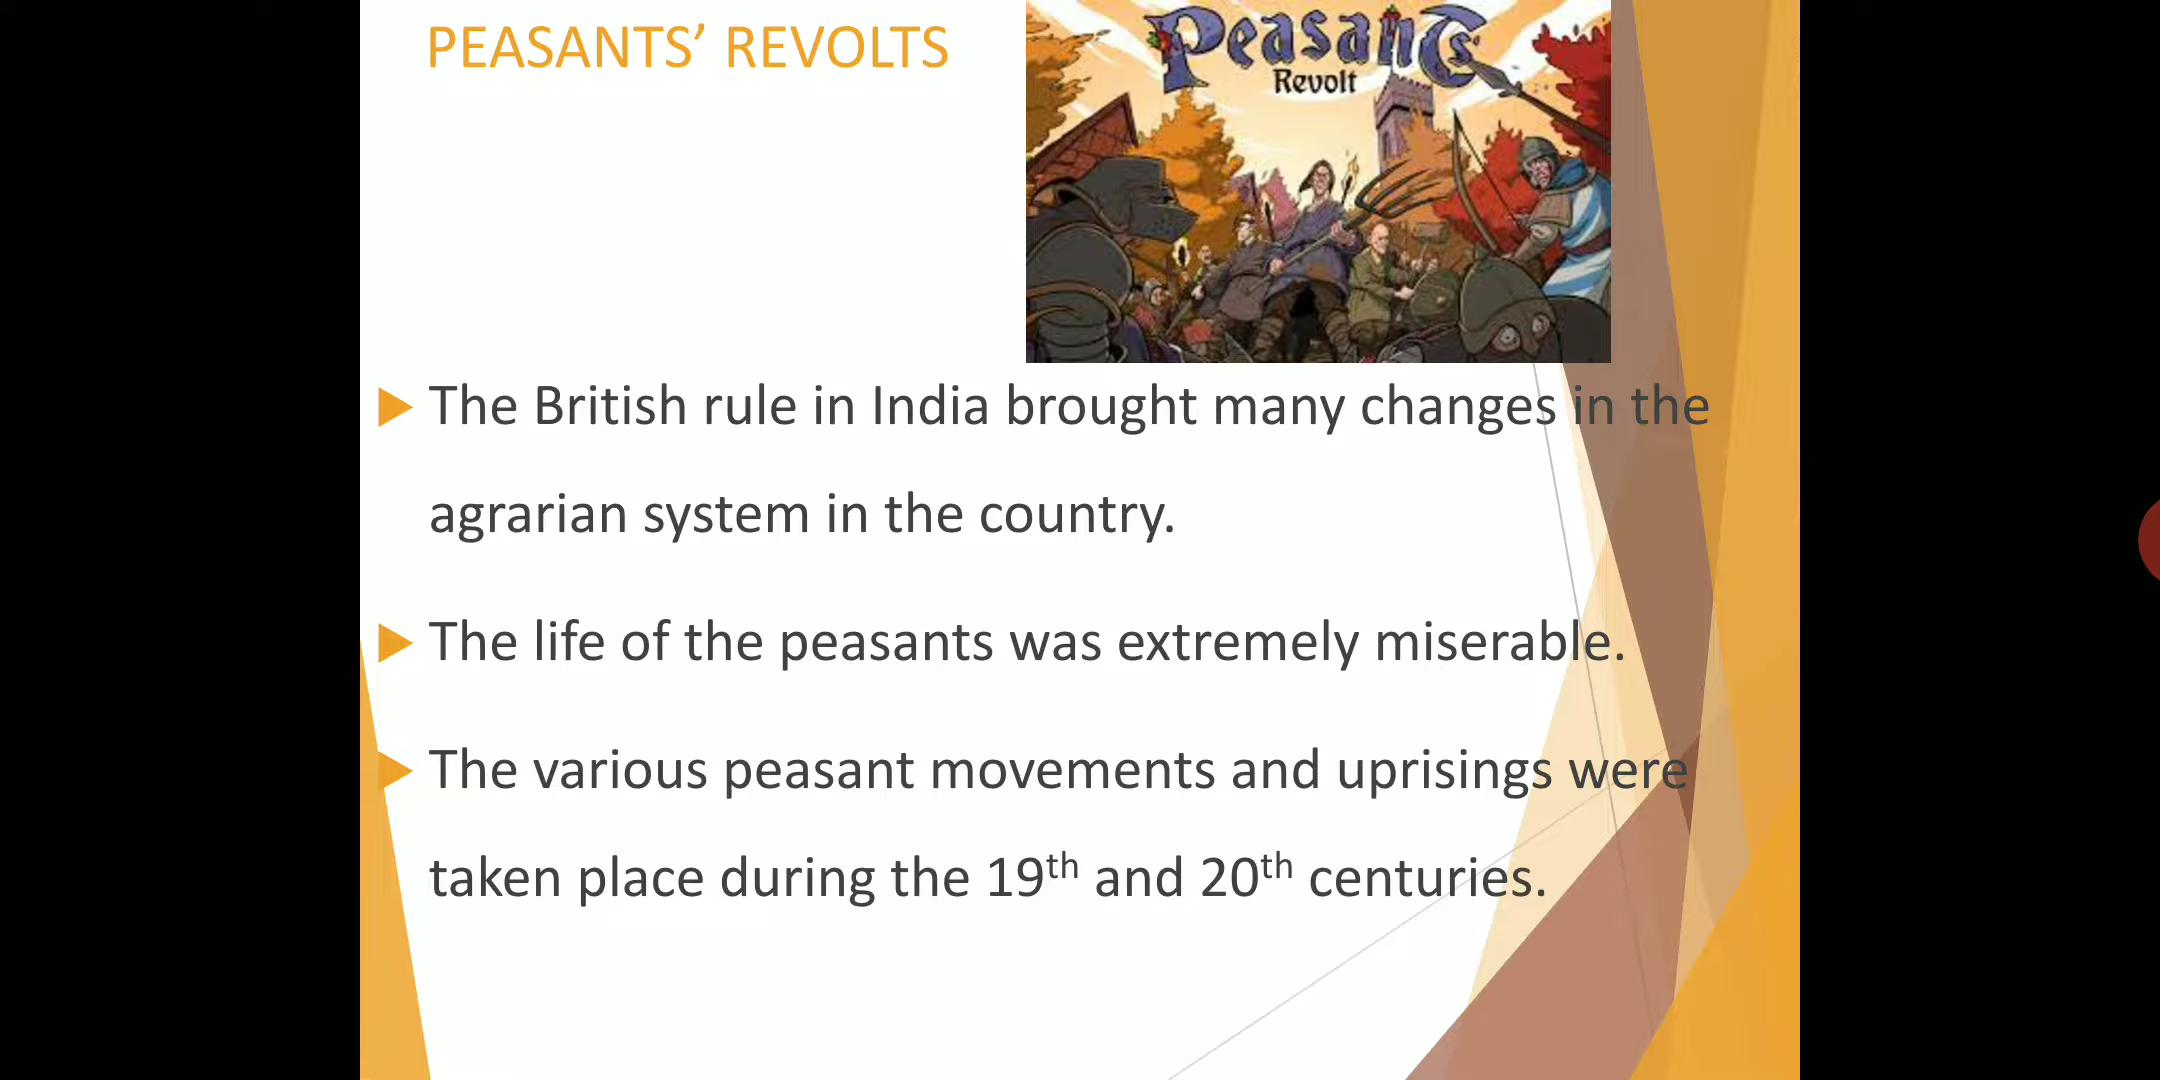 PEASANTS’ REVOLTS
Peasants
Revolt
The British rule in India brought many changes in the
agrarian system in the country.
The life of the peasants was extremely miserable.
The various peasant movements and uprisings were
taken place during the 19th and 20th centuries.